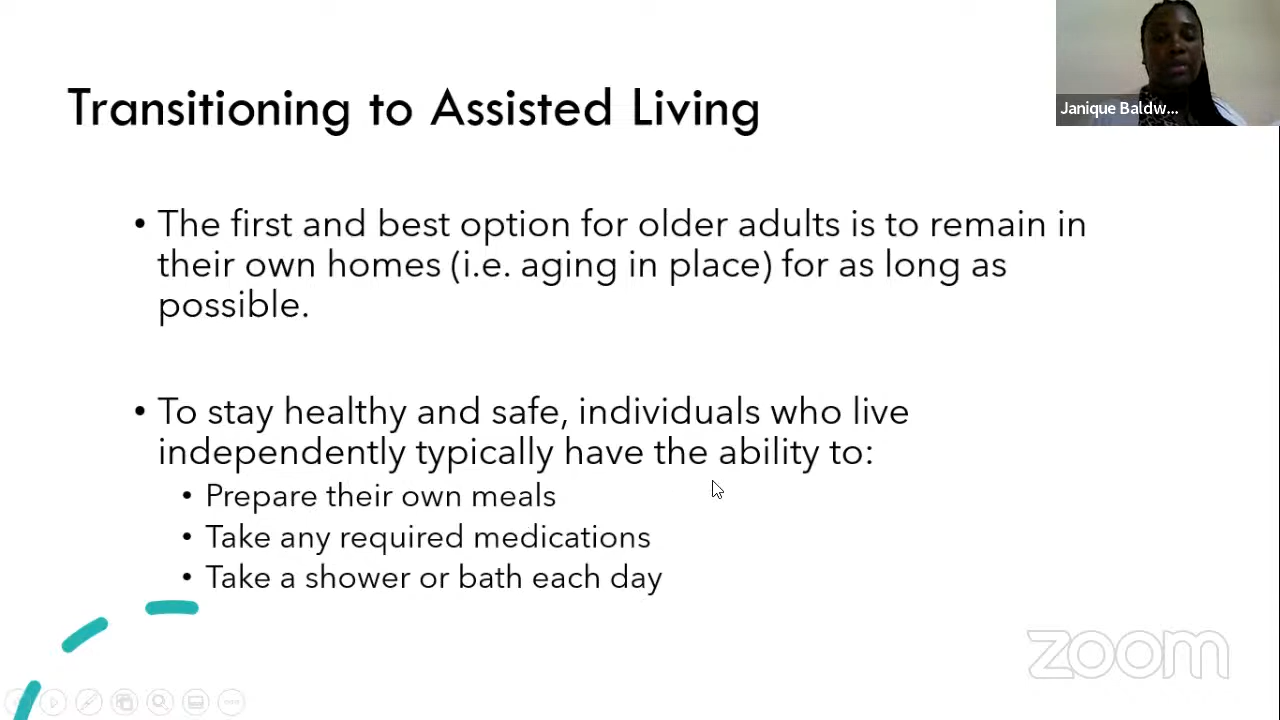 Transitioning to Assisted Living
Janique Baldw...
• The first and best option for older adults is to remain in
their own homes (i.e. aging in place) for as long as
possible.
• To stay healthy and safe, individuals who live
independently typically have the ability to:
• Prepare their own meals
• Take any required medications
• Take a shower or bath each day
zoom